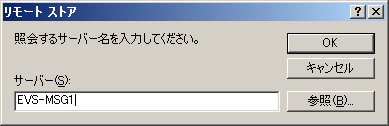 リモート ストア
照会するサーバー名を入力してください。
OK
キャンセル
サーバー(S):
EVS-MSG1
参照(B)...